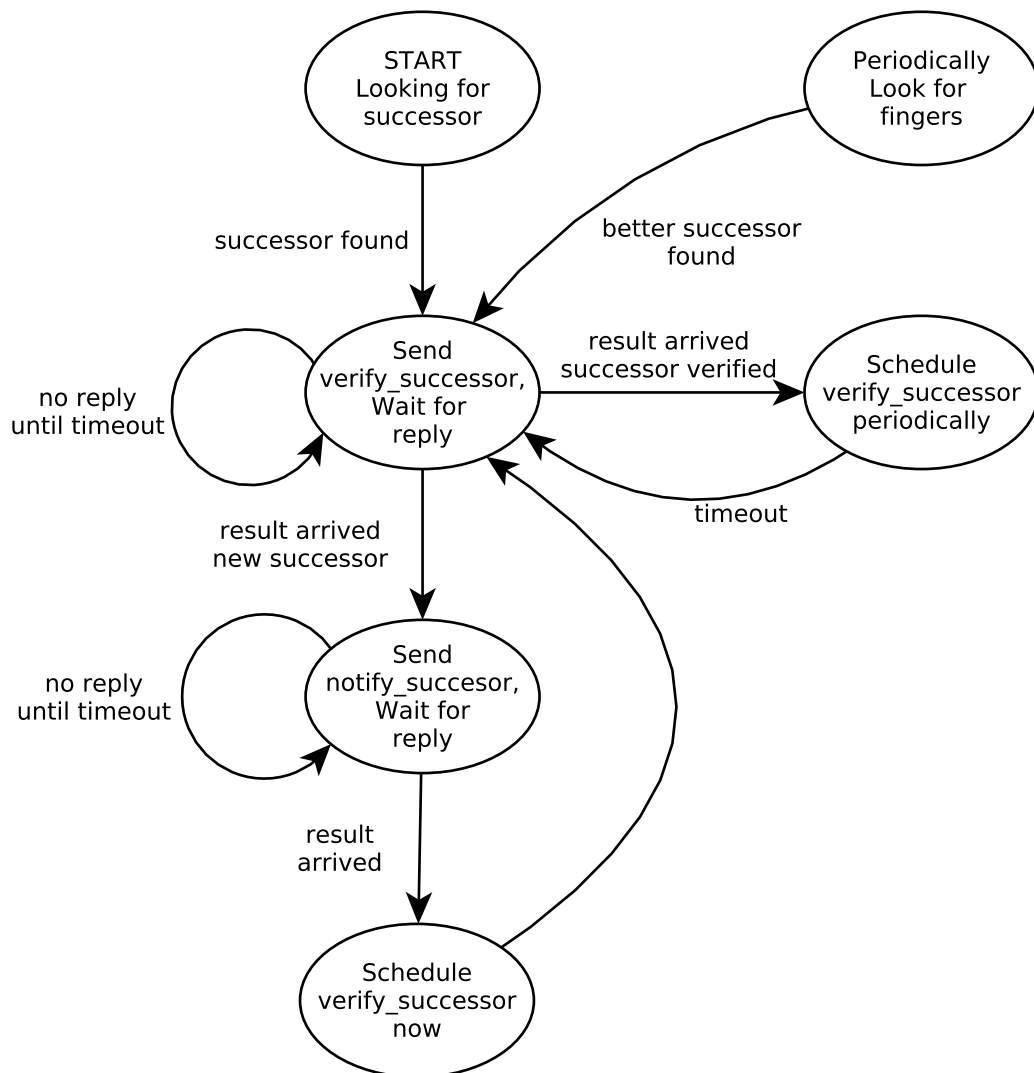 START
Looking for
successor
Periodically
Look for
fingers
successor found
better successor
found
Send
verify_successor,
Wait for
reply
result arrived
successor verified
Schedule
verify_successor
periodically
no reply
until timeout
timeout
result arrived
new successor
Send
notify_succesor,
Wait for
reply
no reply
until timeout
result
arrived
Schedule
verify_successor
now